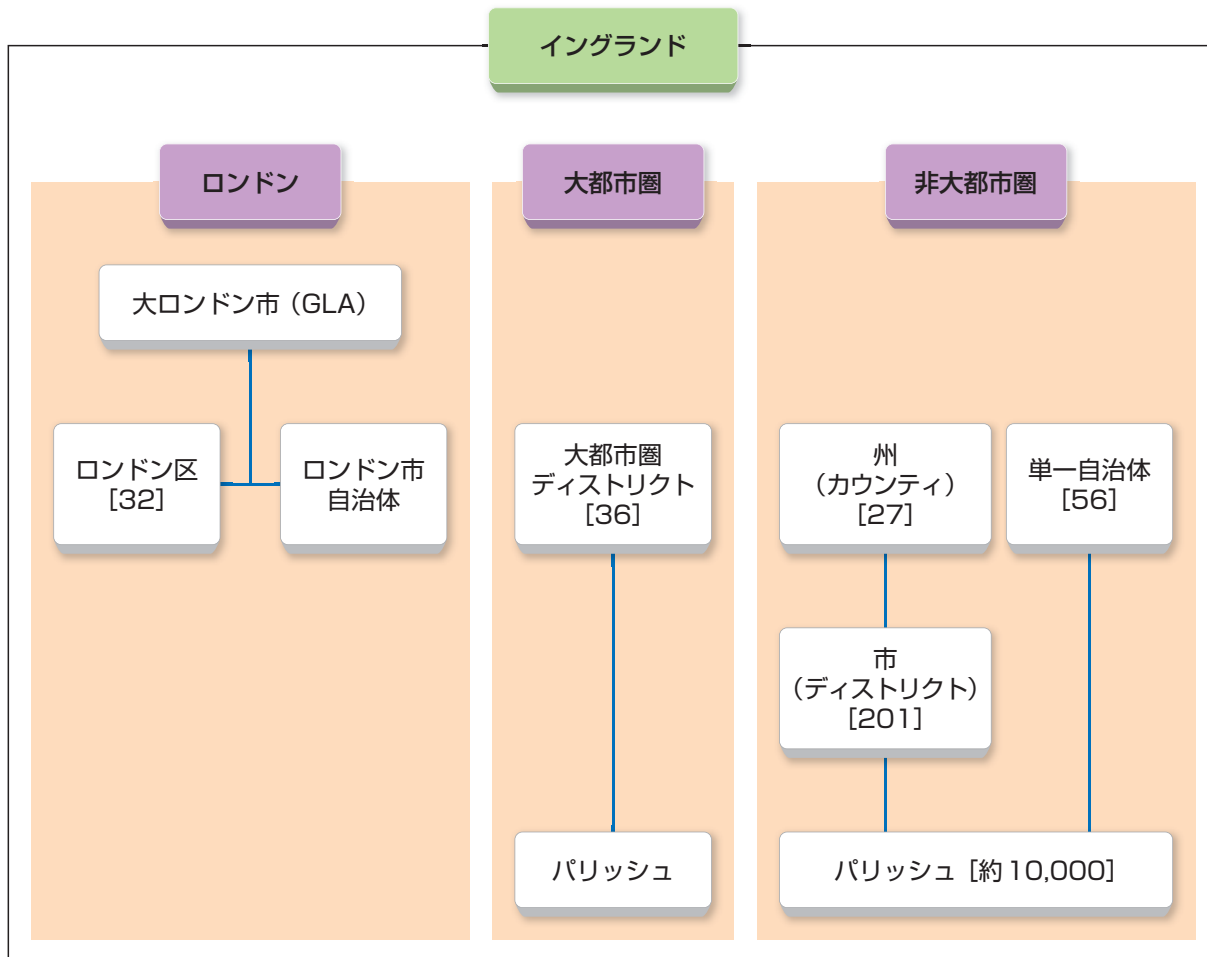 イングランド
ロンドン
大都市圏
非大都市圏
大ロンドン市（GLA）
ロンドン区
[32]
ロンドン市
自治体
大都市圏
ディストリクト
[36]
州
（カウンティ）
[27]
単一自治体
[56]
市
（ディストリクト）
[201]
パリッシュ
パリッシュ［約10,000］